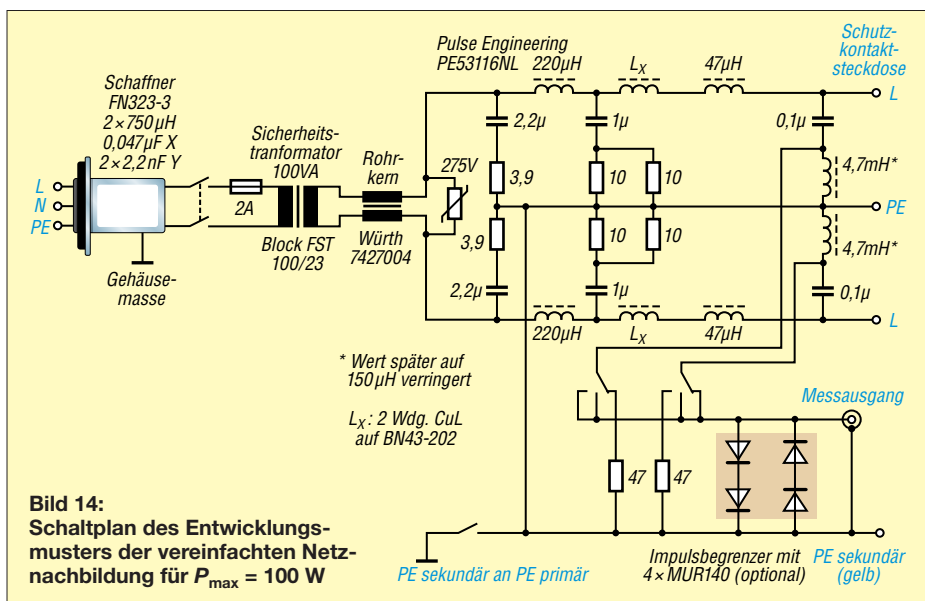 Pulse Engineering
PE53116NL
220µH
LX
47µH
Schutz-
kontakt-
steckdose
L
Schaffner
FN323-3
2×750µH
0,047µF X
2×2,2nF Y
Sicherheits-
tranformator
100VA
Rohr-
kern
275V
2,2µ
1µ
0,1µ
4,7mH*
3,9
10
10
L
N
PE
2A
PE
3,9
10
10
4,7mH*
Block FST
100/23
Würth
7427004
Gehäuse-
masse
2,2µ
1µ
0,1µ
220µH
LX
47µH
L
* Wert später auf
150µH verringert
LX: 2 Wdg. CuL
auf BN43-202
Messausgang
47
47
Bild 14:
Schaltplan des Entwicklungs-
musters der vereinfachten Netz-
nachbildung für Pmax = 100 W
PE sekundär an PE primär
Impulsbegrenzer mit
4×MUR140 (optional)
PE sekundär
(gelb)